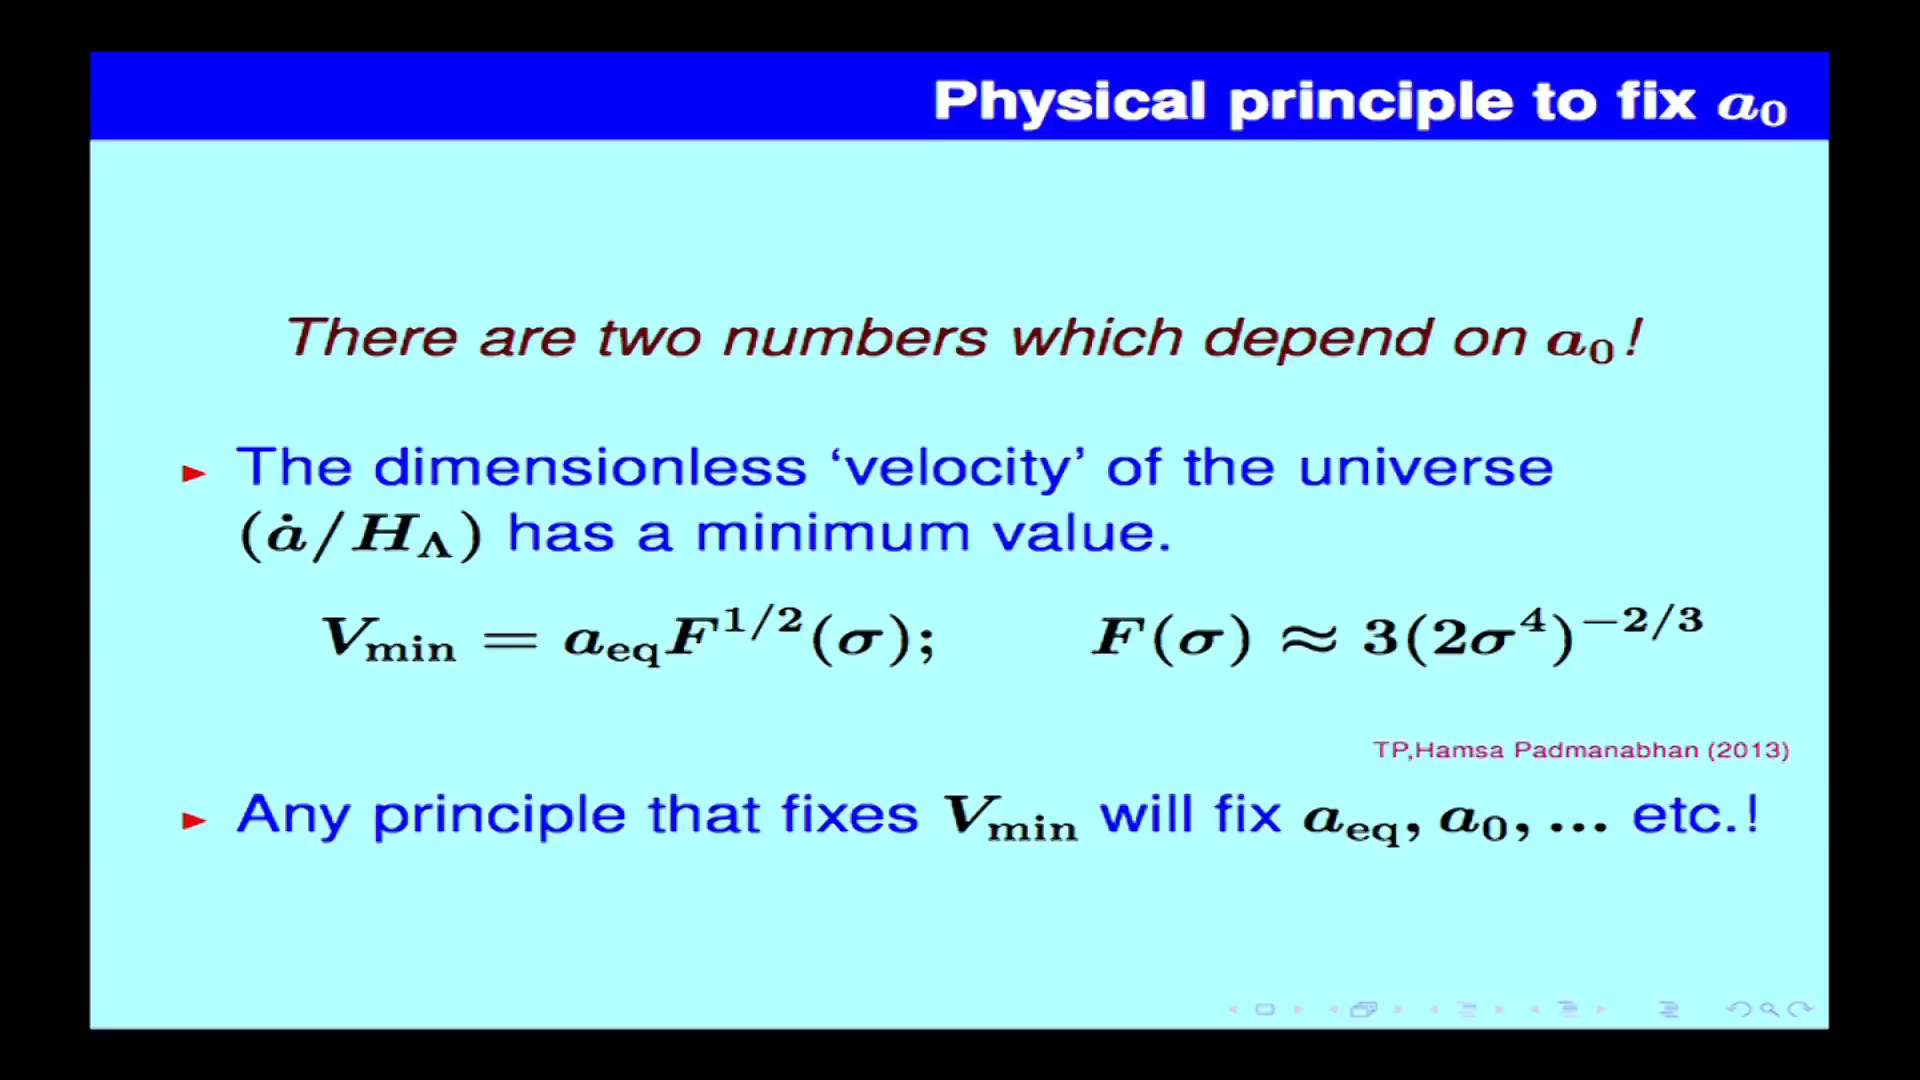 Physical principle to fix a₀
There are two numbers which depend on a₀!
► The dimensionless ‘velocity’ of the universe
(ȧ/H_Λ) has a minimum value.
V_min = a_eq F^{1/2}(σ);   F(σ) ≈ 3(2σ⁴)^{−2/3}
TP,Hamsa Padmanabhan (2013)
► Any principle that fixes V_min will fix a_eq, a₀, ... etc.!